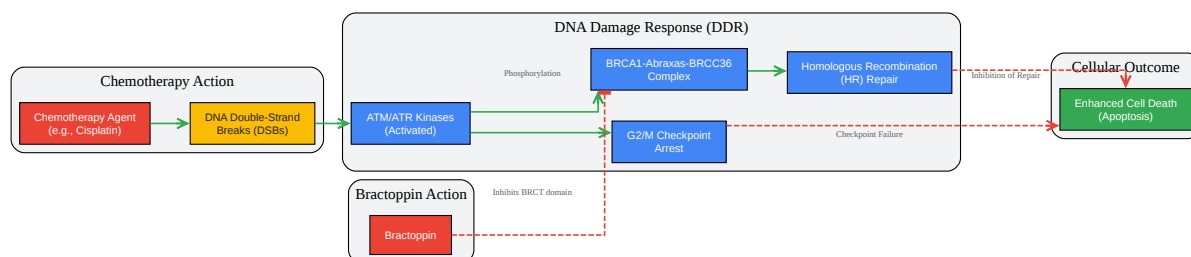 DNA Damage Response (DDR)
Chemotherapy Action
Chemotherapy Agent
(e.g., Cisplatin)
DNA Double-Strand
Breaks (DSBs)
ATM/ATR Kinases
(Activated)
Phosphorylation
BRCA1-Abraxas-BRCC36
Complex
Homologous Recombination
(HR) Repair
G2/M Checkpoint
Arrest
Inhibition of Repair
Checkpoint Failure
Cellular Outcome
Enhanced Cell Death
(Apoptosis)
Bractoppin Action
Bractoppin
Inhibits BRCT domain